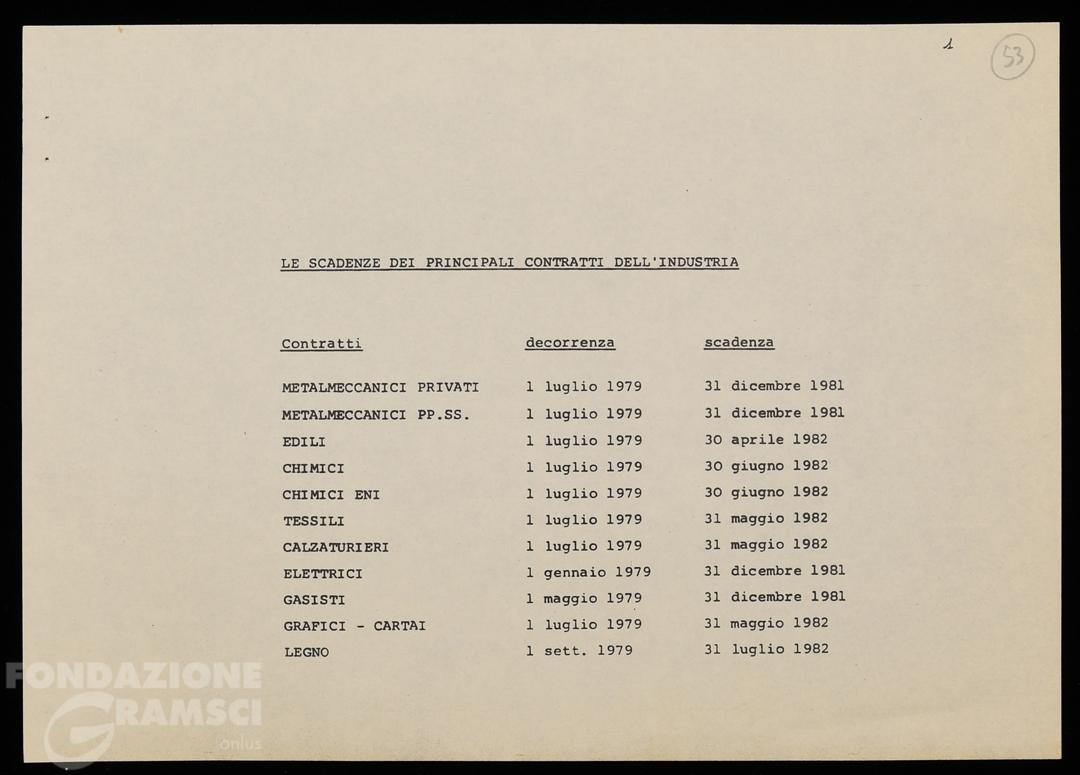 1
53
LE SCADENZE DEI PRINCIPALI CONTRATTI DELL'INDUSTRIA
Contratti decorrenza scadenza
METALMECCANICI PRIVATI 1 luglio 1979 31 dicembre 1981
METALMECCANICI PP.SS. 1 luglio 1979 31 dicembre 1981
EDILI 1 luglio 1979 30 aprile 1982
CHIMICI 1 luglio 1979 30 giugno 1982
CHIMICI ENI 1 luglio 1979 30 giugno 1982
TESSILI 1 luglio 1979 31 maggio 1982
CALZATURIERI 1 luglio 1979 31 maggio 1982
ELETTRICI 1 gennaio 1979 31 dicembre 1981
GASISTI 1 maggio 1979 31 dicembre 1981
GRAFICI - CARTAI 1 luglio 1979 31 maggio 1982
LEGNO 1 sett. 1979 31 luglio 1982
FONDAZIONE
GRAMSCI
onlus